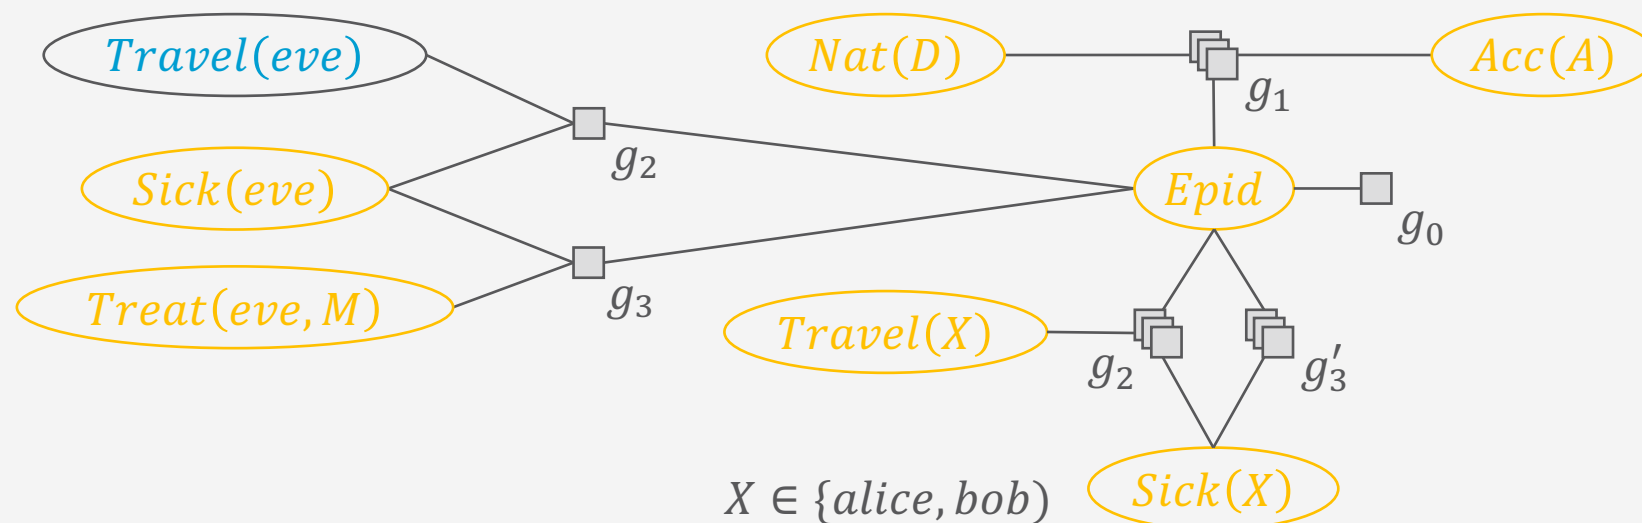 Travel(eve)
Nat(D)
Acc(A)
g₁
g₂
Sick(eve)
Epid
g₀
g₃
Treat(eve, M)
Travel(X)
g₂
g₃′
X ∈ {alice, bob)
Sick(X)